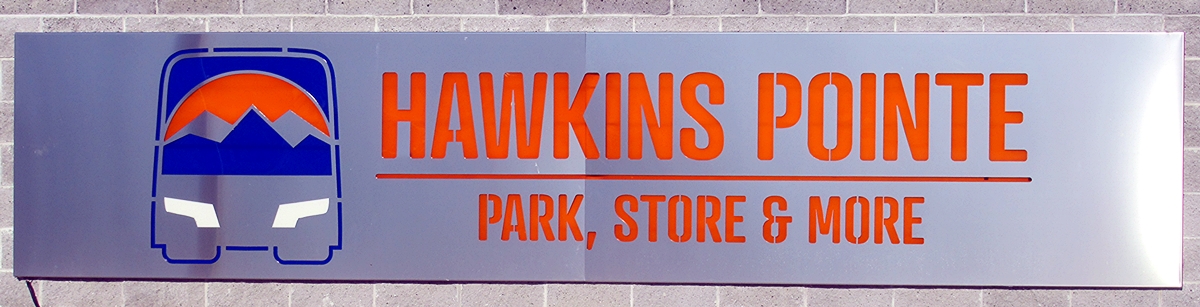 HAWKINS POINTE
PARK, STORE & MORE